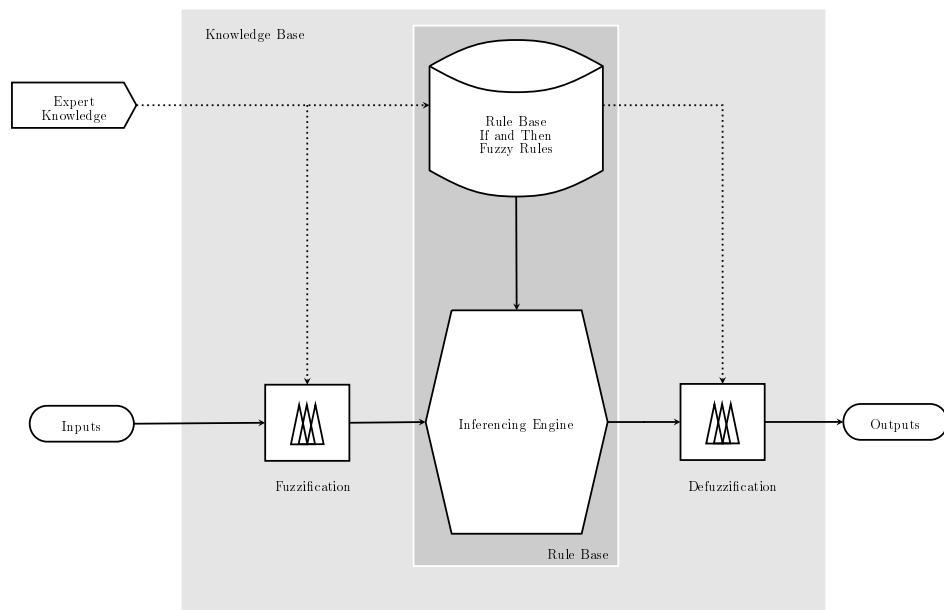 Knowledge Base
Expert
Knowledge
Rule Base
If and Then
Fuzzy Rules
Inputs
Inferencing Engine
Outputs
Fuzzification
Defuzzification
Rule Base